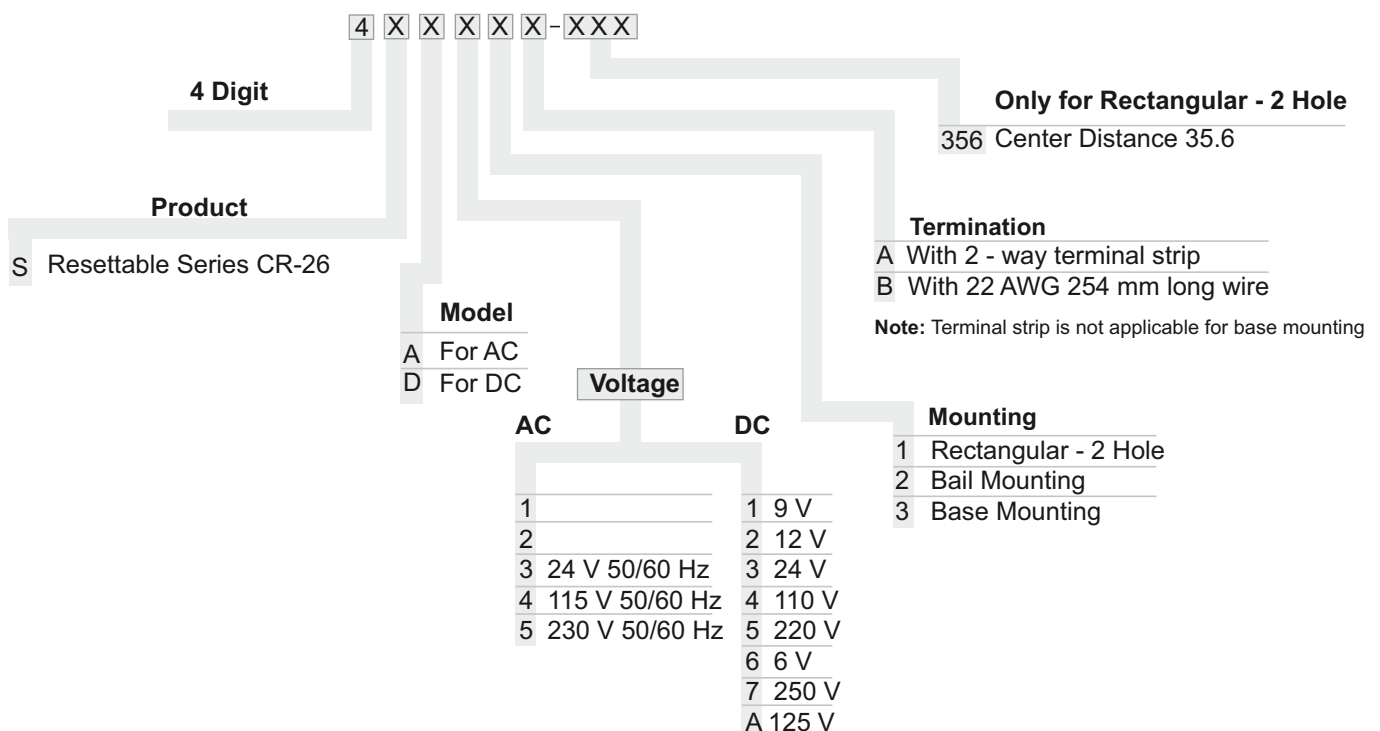 4 X X X X X - X X X
4 Digit
Only for Rectangular - 2 Hole
356 Center Distance 35.6
Product
S Resettable Series CR-26
Termination
A With 2 - way terminal strip
B With 22 AWG 254 mm long wire
Note: Terminal strip is not applicable for base mounting
Model
A For AC
D For DC
Voltage
AC
1
2
3 24 V 50/60 Hz
4 115 V 50/60 Hz
5 230 V 50/60 Hz
DC
1 9 V
2 12 V
3 24 V
4 110 V
5 220 V
6 6 V
7 250 V
A 125 V
Mounting
1 Rectangular - 2 Hole
2 Bail Mounting
3 Base Mounting